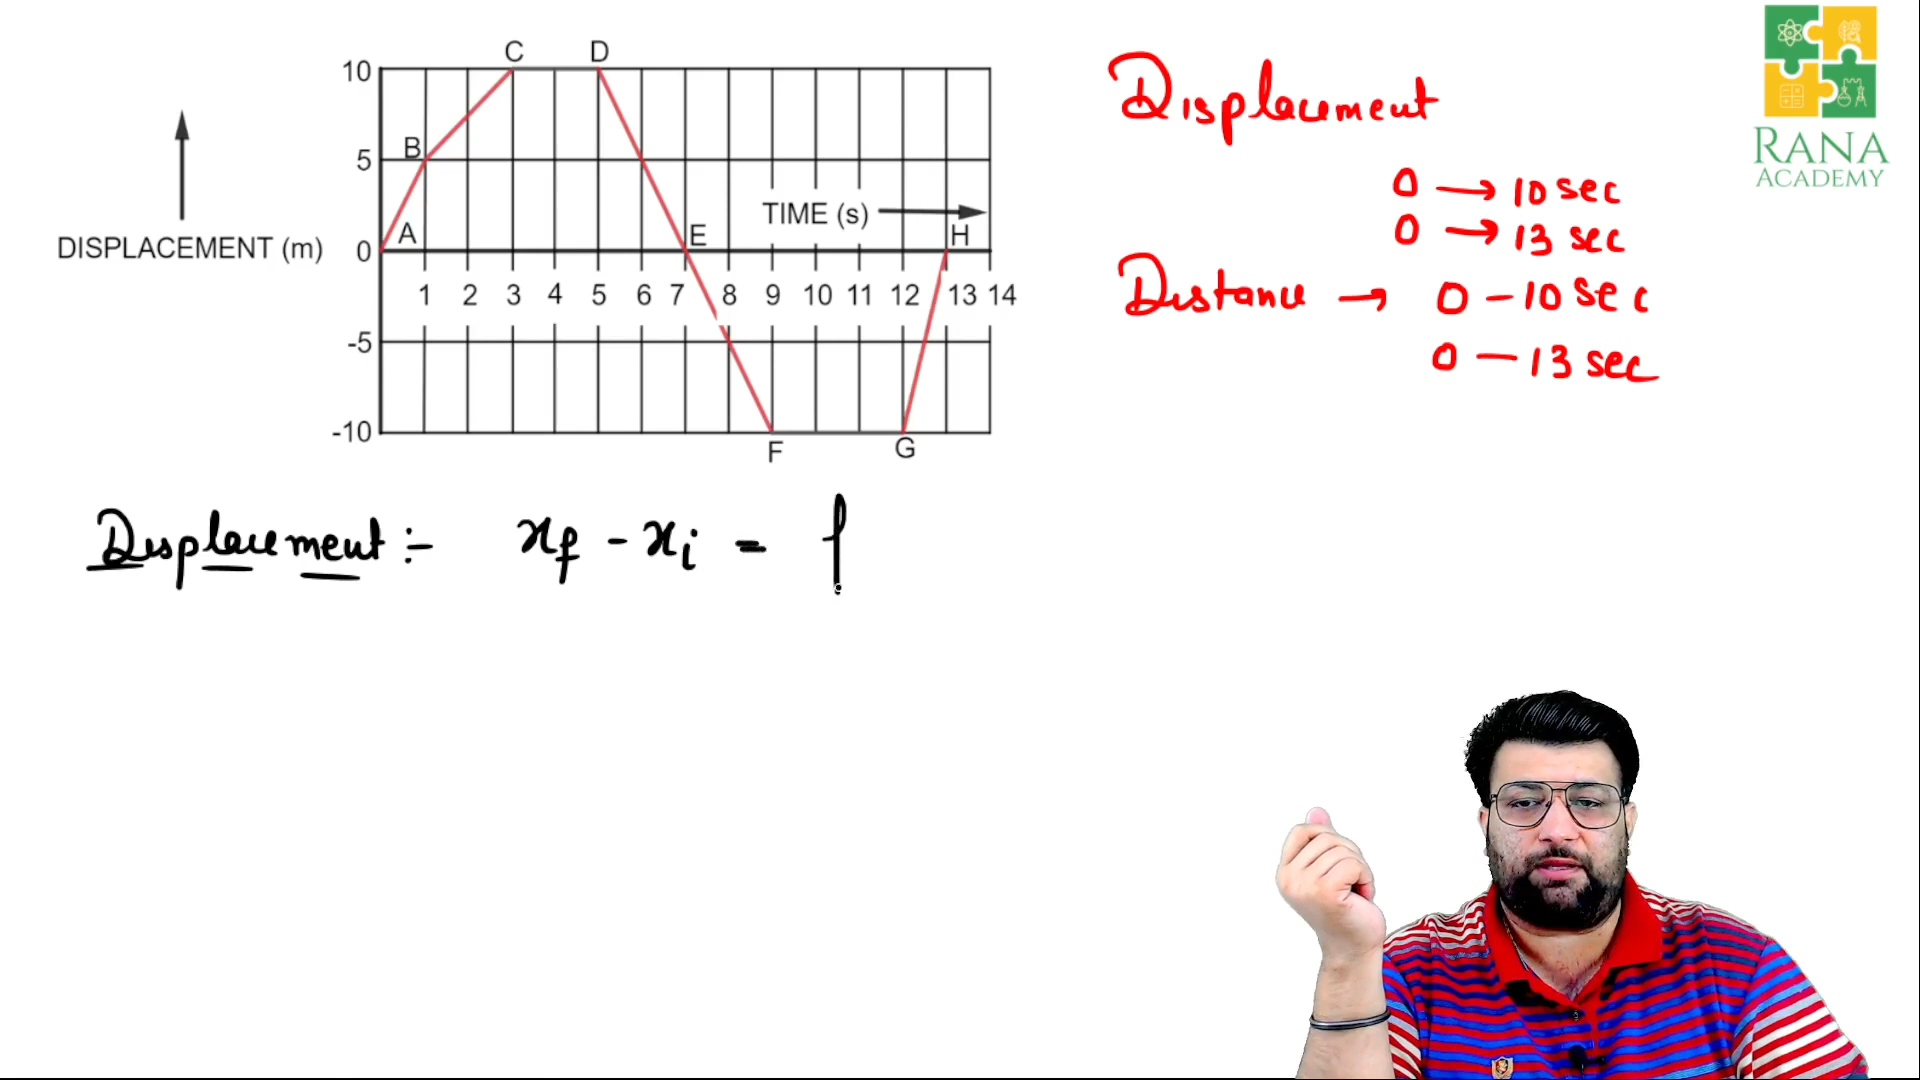 C D
10
B
5
TIME (s)
A E H
DISPLACEMENT (m) 0
1 2 3 4 5 6 7 8 9 10 11 12 13 14
-5
-10
F G
Displacement
0 → 10 sec
0 → 13 sec
Distance → 0 – 10 sec
0 – 13 sec
RANA
ACADEMY
Displacement :- xf - xi =